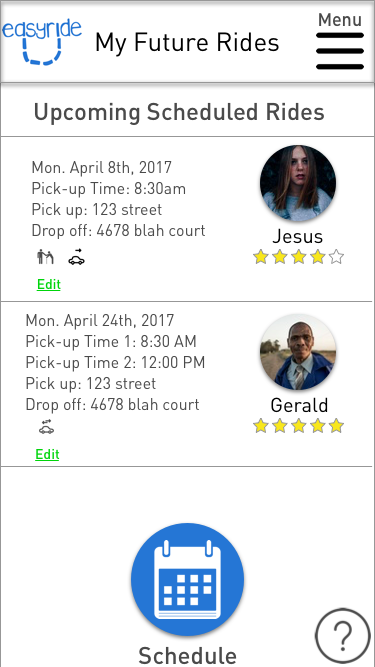 easyride
My Future Rides
Menu
Upcoming Scheduled Rides
Mon. April 8th, 2017
Pick-up Time: 8:30am
Pick up: 123 street
Drop off: 4678 blah court
Edit
Jesus
Mon. April 24th, 2017
Pick-up Time 1: 8:30 AM
Pick-up Time 2: 12:00 PM
Pick up: 123 street
Drop off: 4678 blah court
Edit
Gerald
Schedule
?